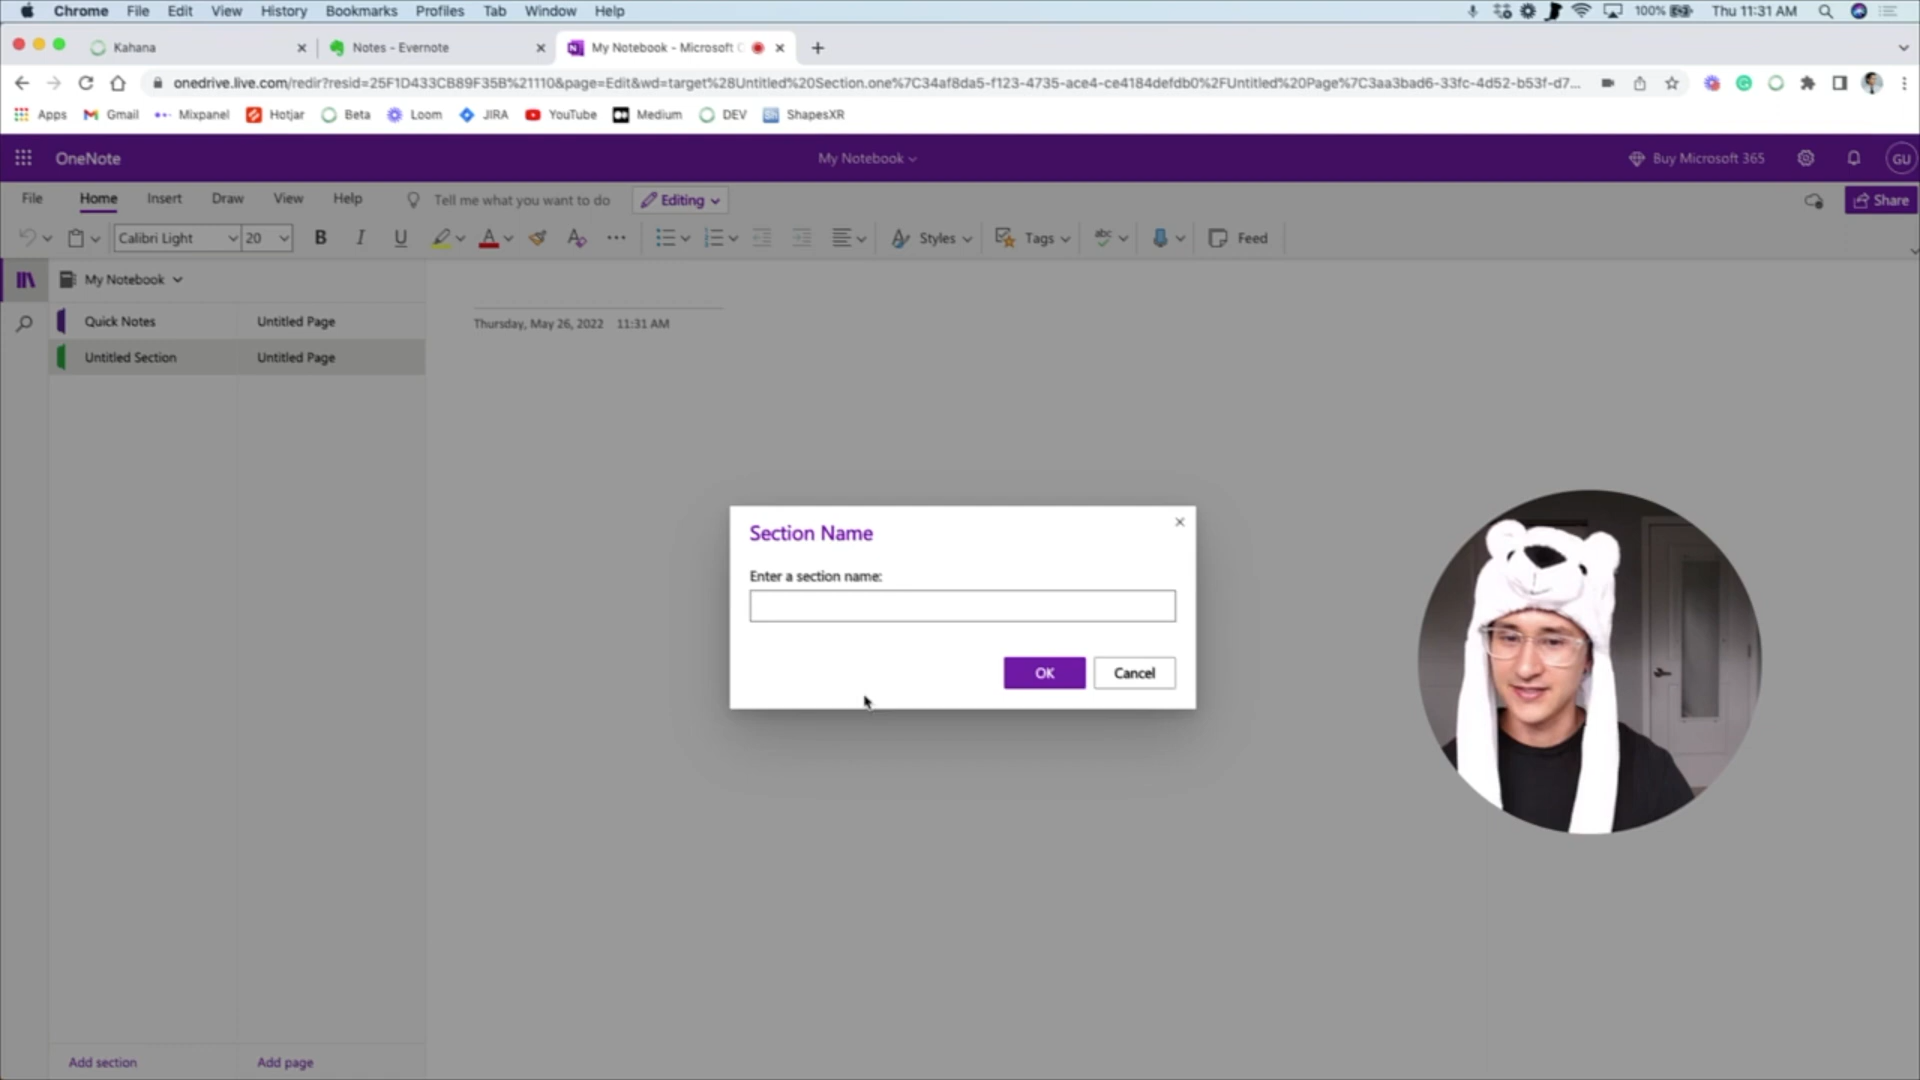 Chrome File Edit View History Bookmarks Profiles Tab Window Help 100% Thu 11:31 AM
Kahana Notes - Evernote My Notebook - Microsoft
onedrive.live.com/redir?resid=25F1D433CB89F35B%21110&page=Edit&wd=target%28Untitled%20Section.one%7C34af8da5-f123-4735-ace4-ce4184defdb0%2FUntitled%20Page%7C3aa3bad6-33fc-4d52-b53f-d7...
Apps Gmail Mixpanel Hotjar Beta Loom JIRA YouTube Medium DEV ShapesXR
OneNote My Notebook Buy Microsoft 365 GU
File Home Insert Draw View Help Tell me what you want to do Editing Share
Calibri Light 20 B I U A Styles Tags abc Feed
My Notebook
Quick Notes Untitled Page
Thursday, May 26, 2022 11:31 AM
Untitled Section Untitled Page
Section Name
Enter a section name:
OK Cancel
Add section Add page